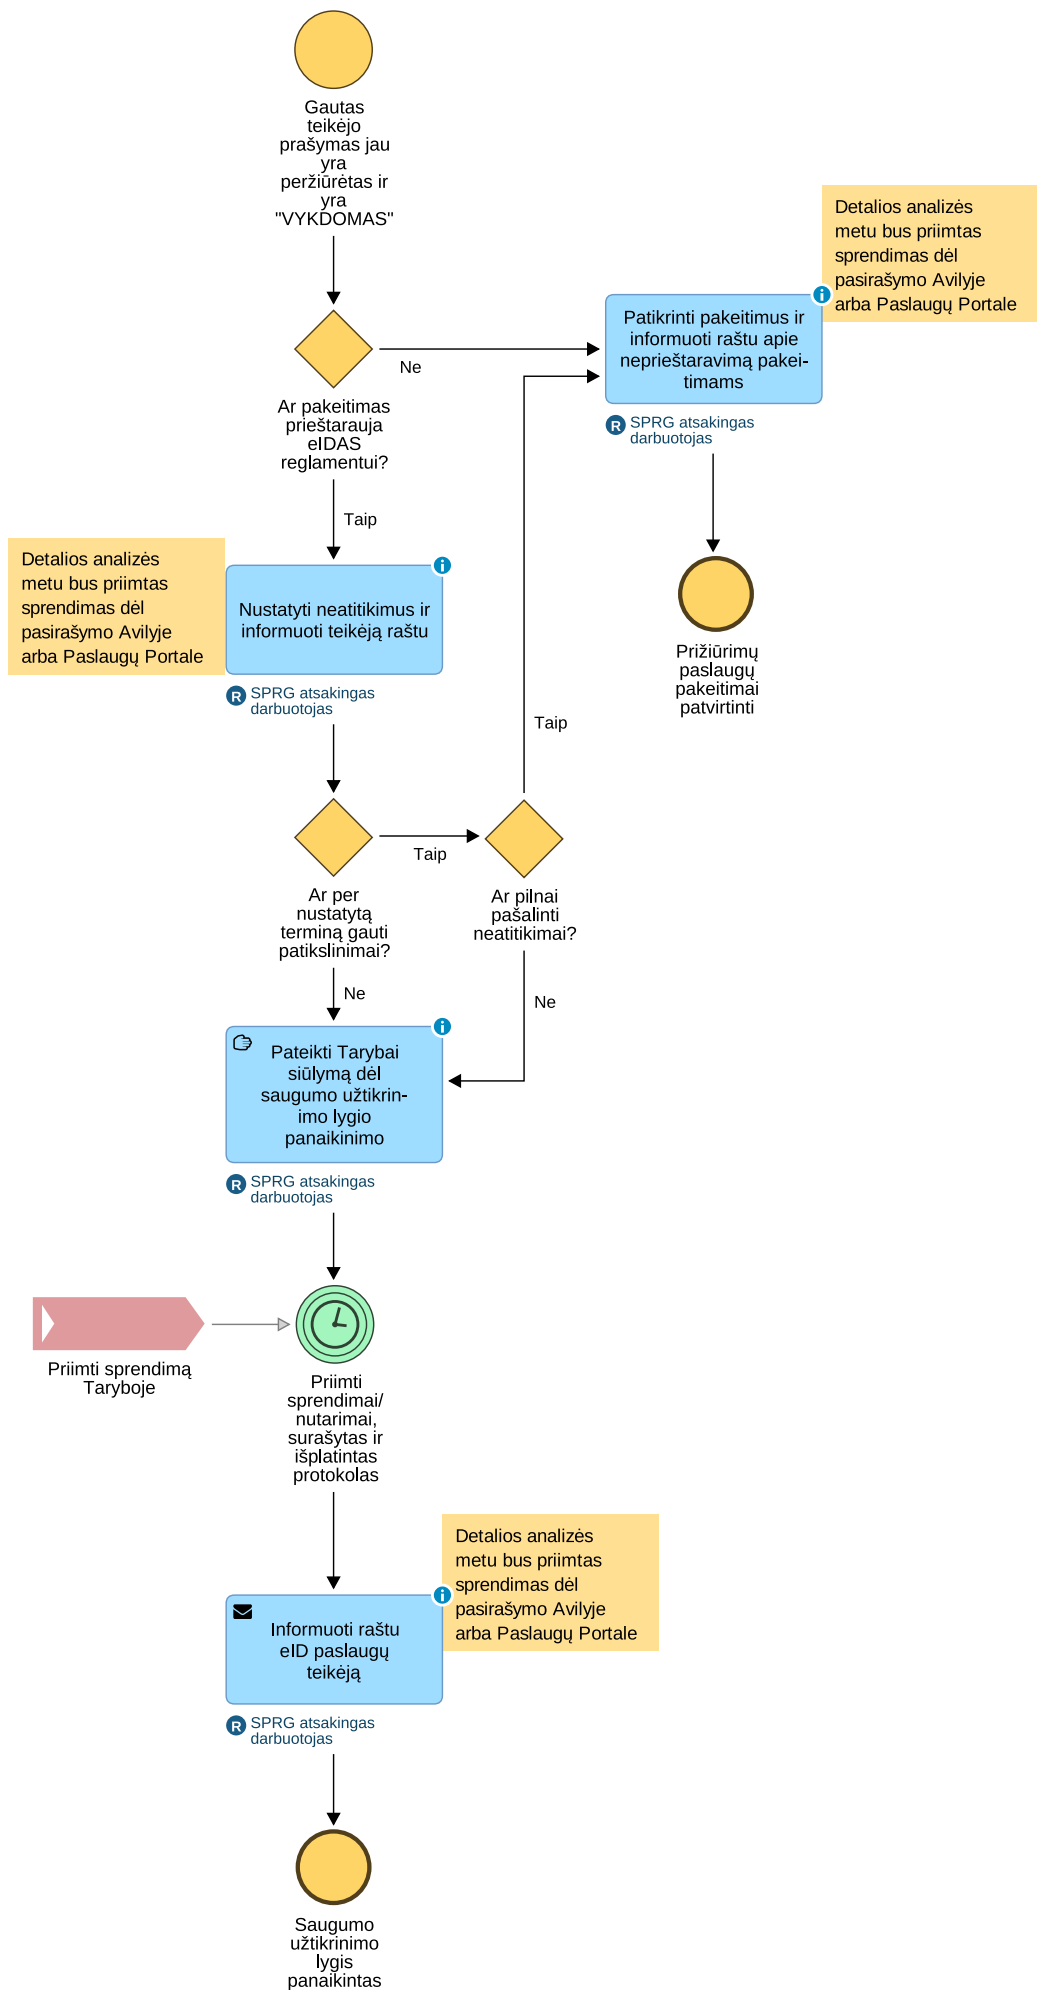 Gautas
teikėjo
prašymas jau
yra
peržiūrėtas ir
yra
"VYKDOMAS"
Detalios analizės
metu bus priimtas
sprendimas dėl
pasirašymo Avilyje
arba Paslaugų Portale
Patikrinti pakeitimus ir
informuoti raštu apie
neprieštaravimą pakei-
timams
Ne
Ar pakeitimas
prieštarauja
eIDAS
reglamentui?
R SPRG atsakingas
darbuotojas
Taip
Detalios analizės
metu bus priimtas
sprendimas dėl
pasirašymo Avilyje
arba Paslaugų Portale
Nustatyti neatitikimus ir
informuoti teikėją raštu
Prižiūrimų
paslaugų
pakeitimai
patvirtinti
R SPRG atsakingas
darbuotojas
Taip
Taip
Ar per
nustatytą
terminą gauti
patikslinimai?
Ar pilnai
pašalinti
neatitikimai?
Ne
Ne
Pateikti Tarybai
siūlymą dėl
saugumo užtikrin-
imo lygio
panaikinimo
R SPRG atsakingas
darbuotojas
Priimti sprendimą
Taryboje
Priimti
sprendimai/
nutarimai,
surašytas ir
išplatintas
protokolas
Detalios analizės
metu bus priimtas
sprendimas dėl
pasirašymo Avilyje
arba Paslaugų Portale
Informuoti raštu
eID paslaugų
teikėją
R SPRG atsakingas
darbuotojas
Saugumo
užtikrinimo
lygis
panaikintas